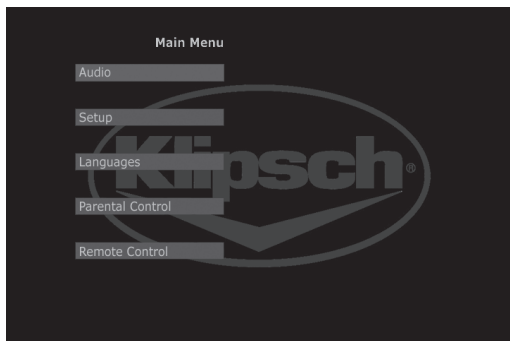 Main Menu
Audio
Setup
Languages
Parental Control
Remote Control
Klipsch®